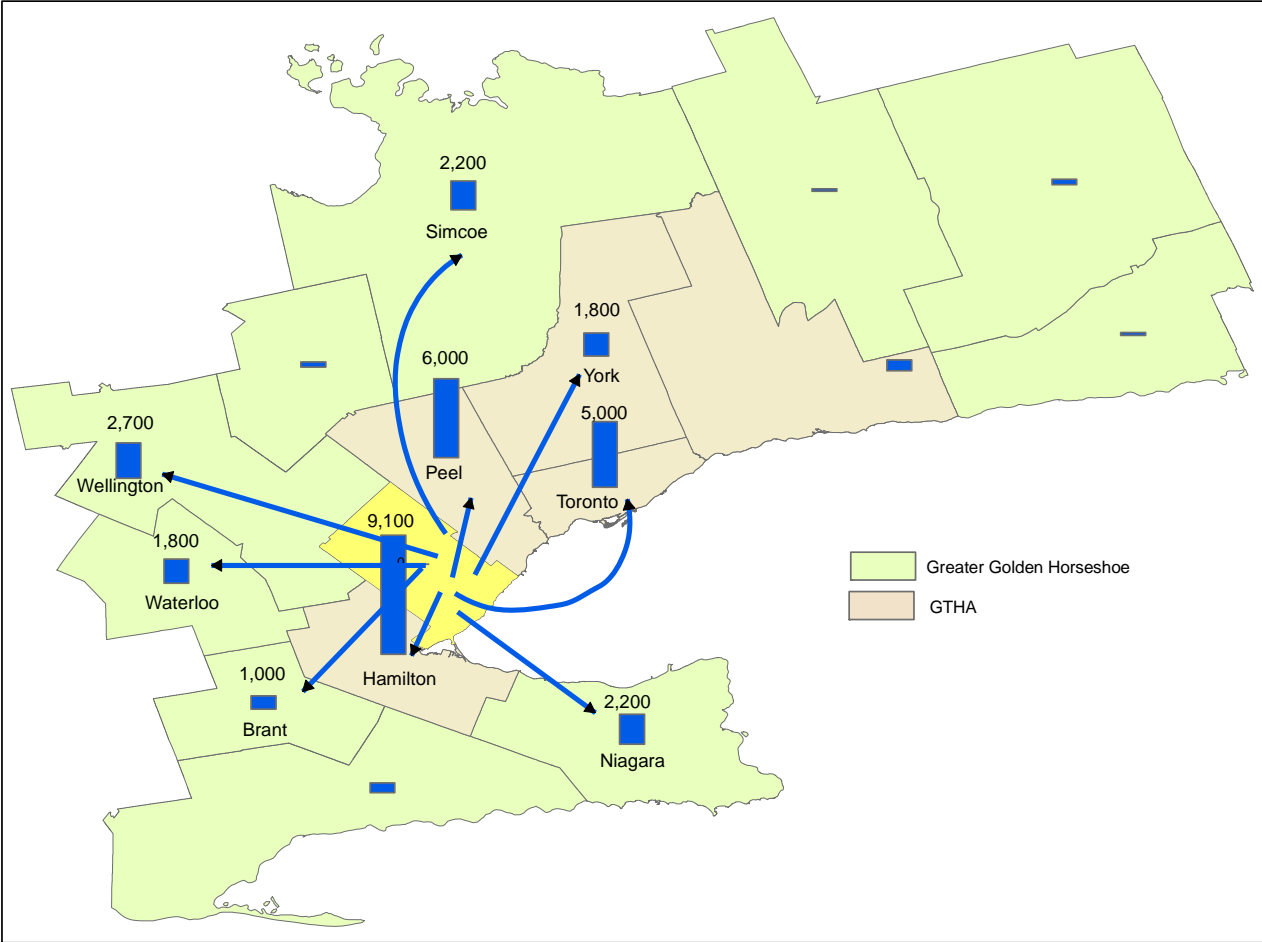 2,200
Simcoe
1,800
York
6,000
Peel
5,000
Toronto
2,700
Wellington
9,100
0
Hamilton
1,800
Waterloo
1,000
Brant
2,200
Niagara
Greater Golden Horseshoe
GTHA